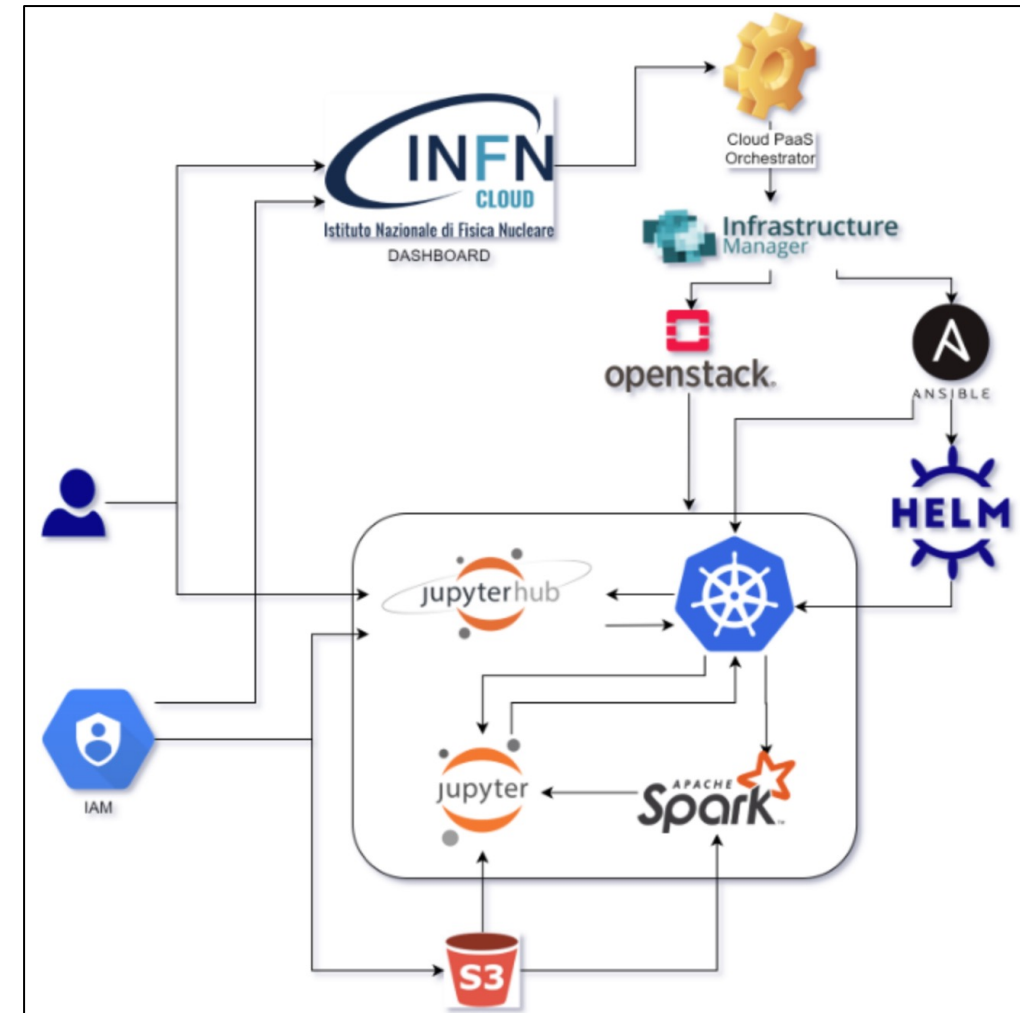 Cloud PaaS
Orchestrator
INFN
CLOUD
Istituto Nazionale di Fisica Nucleare
DASHBOARD
Infrastructure
Manager
openstack.
ANSIBLE
HELM
jupyterhub
IAM
jupyter
APACHE
Spark™
S3